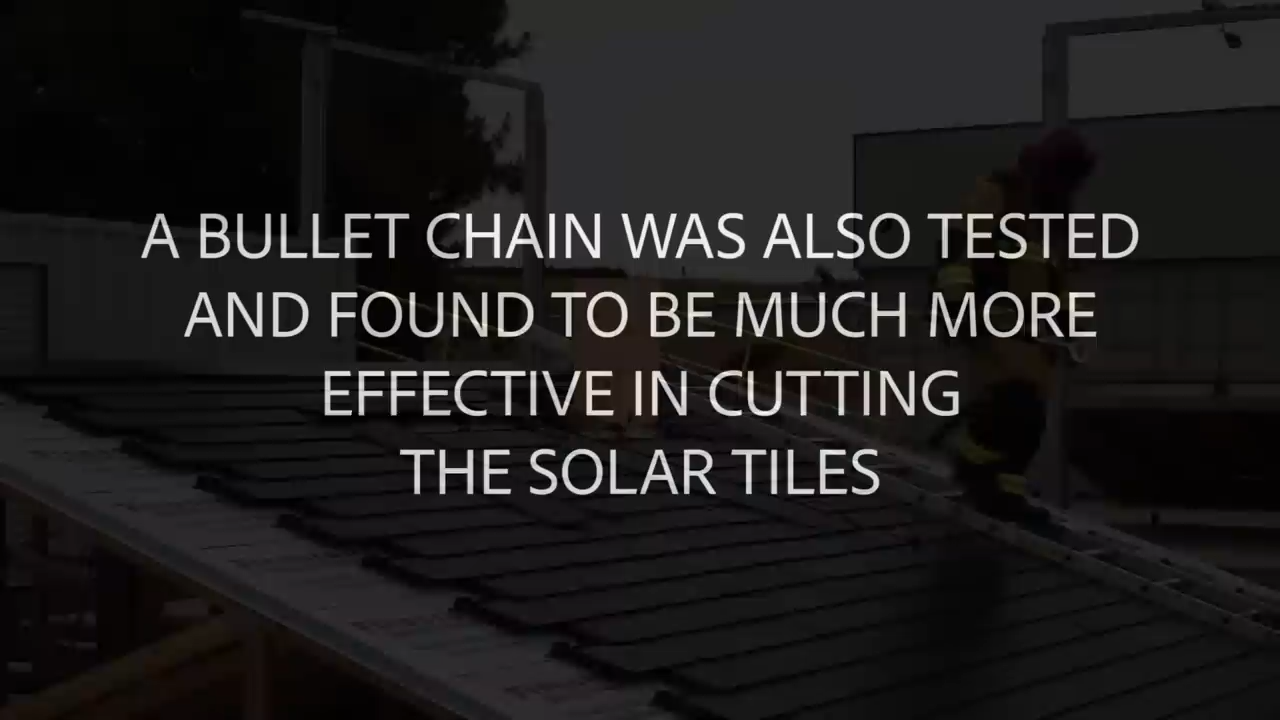 A BULLET CHAIN WAS ALSO TESTED
AND FOUND TO BE MUCH MORE
EFFECTIVE IN CUTTING
THE SOLAR TILES